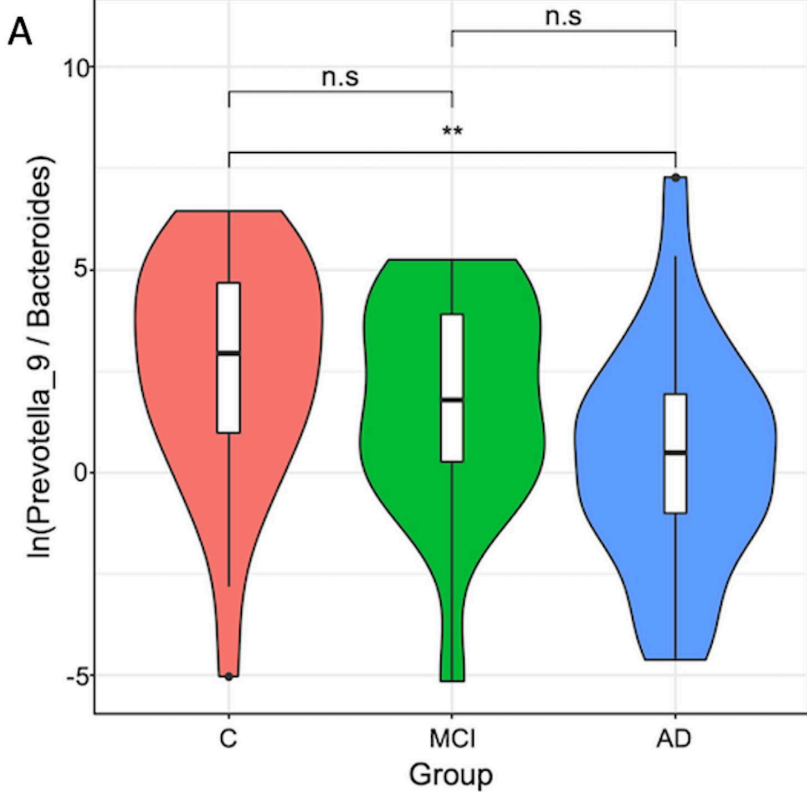 A
n.s
n.s
**
10
5
0
-5
ln(Prevotella_9 / Bacteroides)
C
MCI
AD
Group